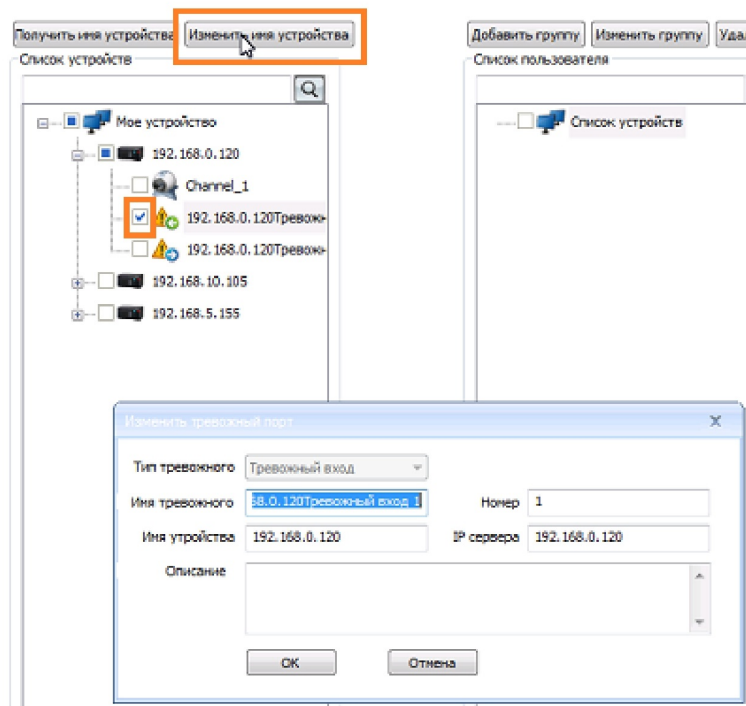 Получить имя устройства Изменить имя устройства Добавить группу Изменить группу
Список устройств Список пользователя
Мое устройство Список устройств
192.168.0.120
Channel_1
192.168.0.120Тревожн
192.168.0.120Тревожн
192.168.10.105
192.168.5.155
Изменить тревожный порт
Тип тревожного Тревожный вход
Имя тревожного 58.0.120Тревожный вход 1 Номер 1
Имя утройства 192.168.0.120 IP сервера 192.168.0.120
Описание
OK Отмена